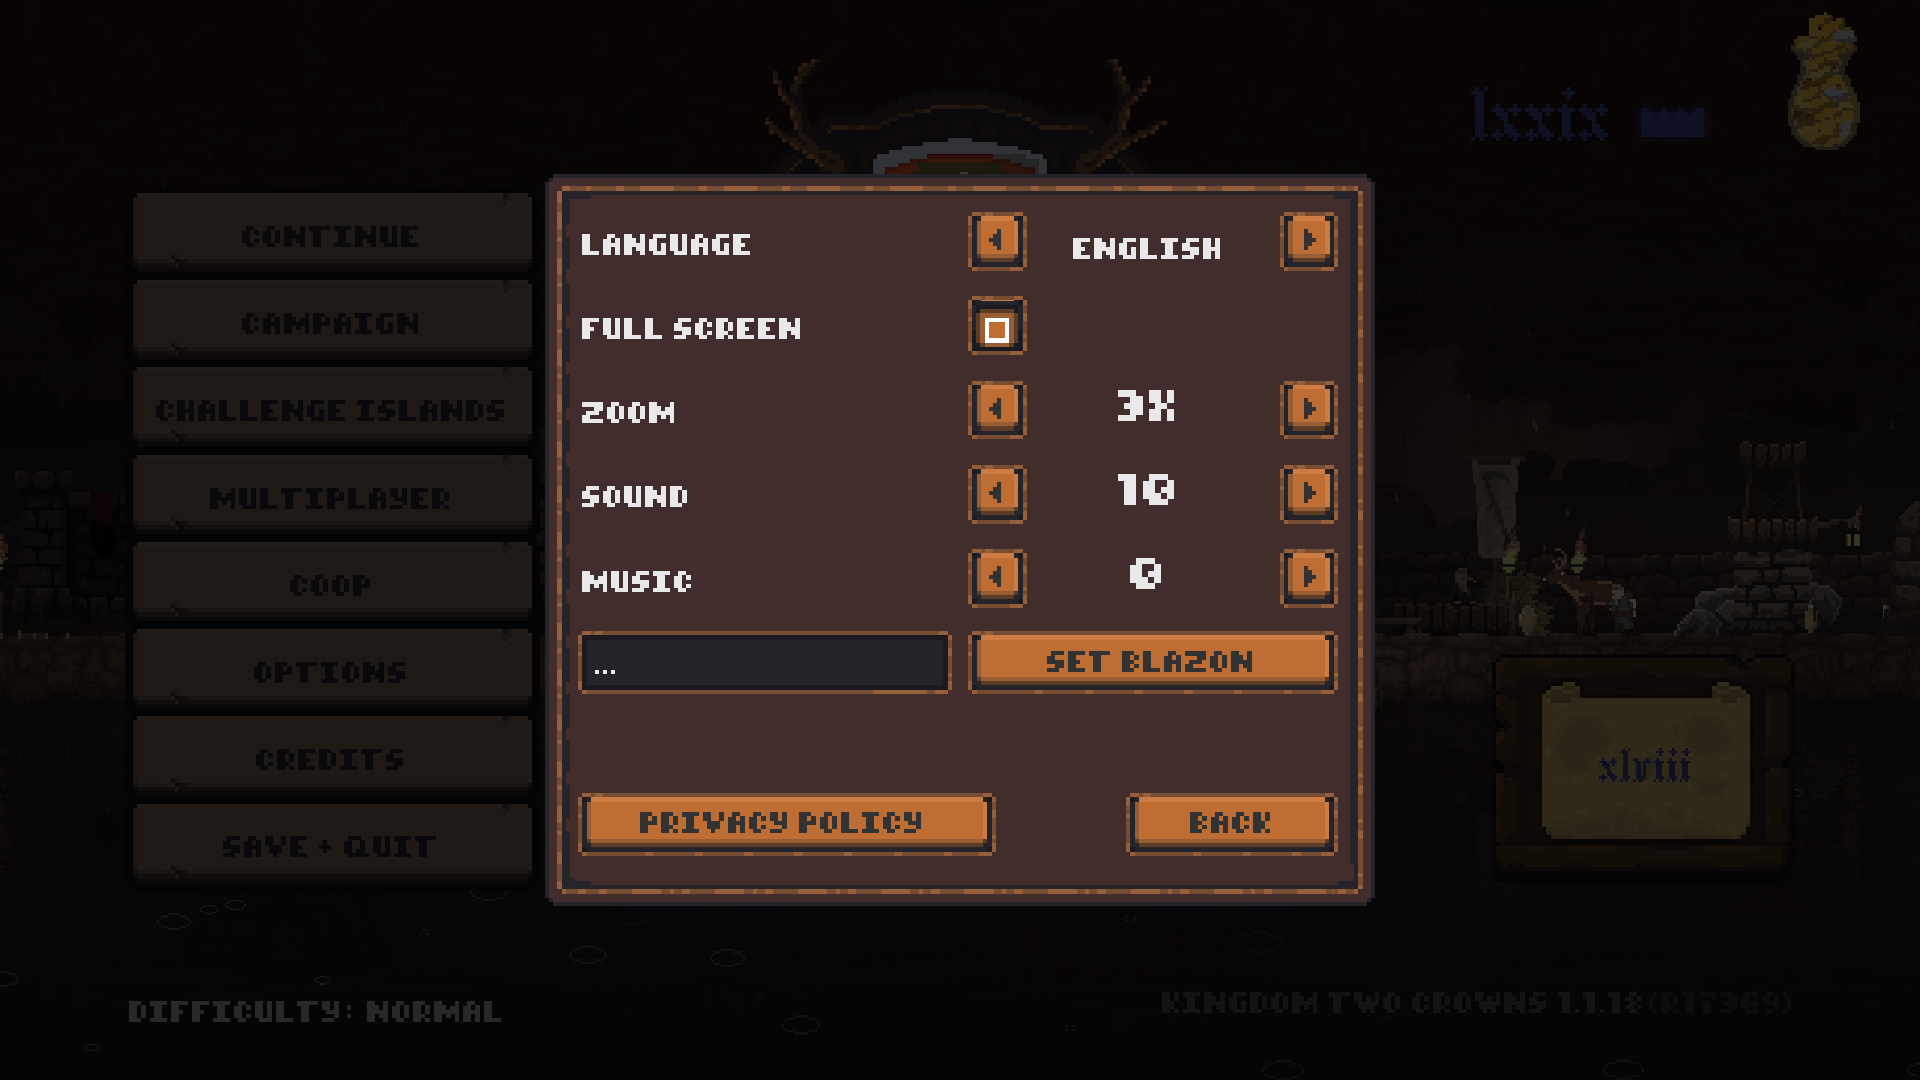 lxxix
CONTINUE
CAMPAIGN
CHALLENGE ISLANDS
MULTIPLAYER
COOP
OPTIONS
CREDITS
SAVE + QUIT
LANGUAGE
ENGLISH
FULL SCREEN
ZOOM
3X
SOUND
10
MUSIC
0
...
SET BLAZON
PRIVACY POLICY
BACK
xlviii
DIFFICULTY: NORMAL
KINGDOM TWO CROWNS 1.1.18 (R17369)